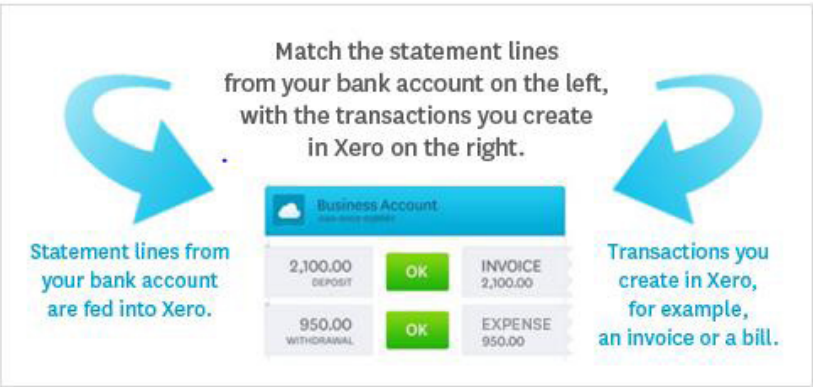 Match the statement lines
from your bank account on the left,
with the transactions you create
in Xero on the right.
Business Account
Statement lines from
your bank account
are fed into Xero.
2,100.00
DEPOSIT
OK
INVOICE
2,100.00
950.00
WITHDRAWAL
OK
EXPENSE
950.00
Transactions you
create in Xero,
for example,
an invoice or a bill.